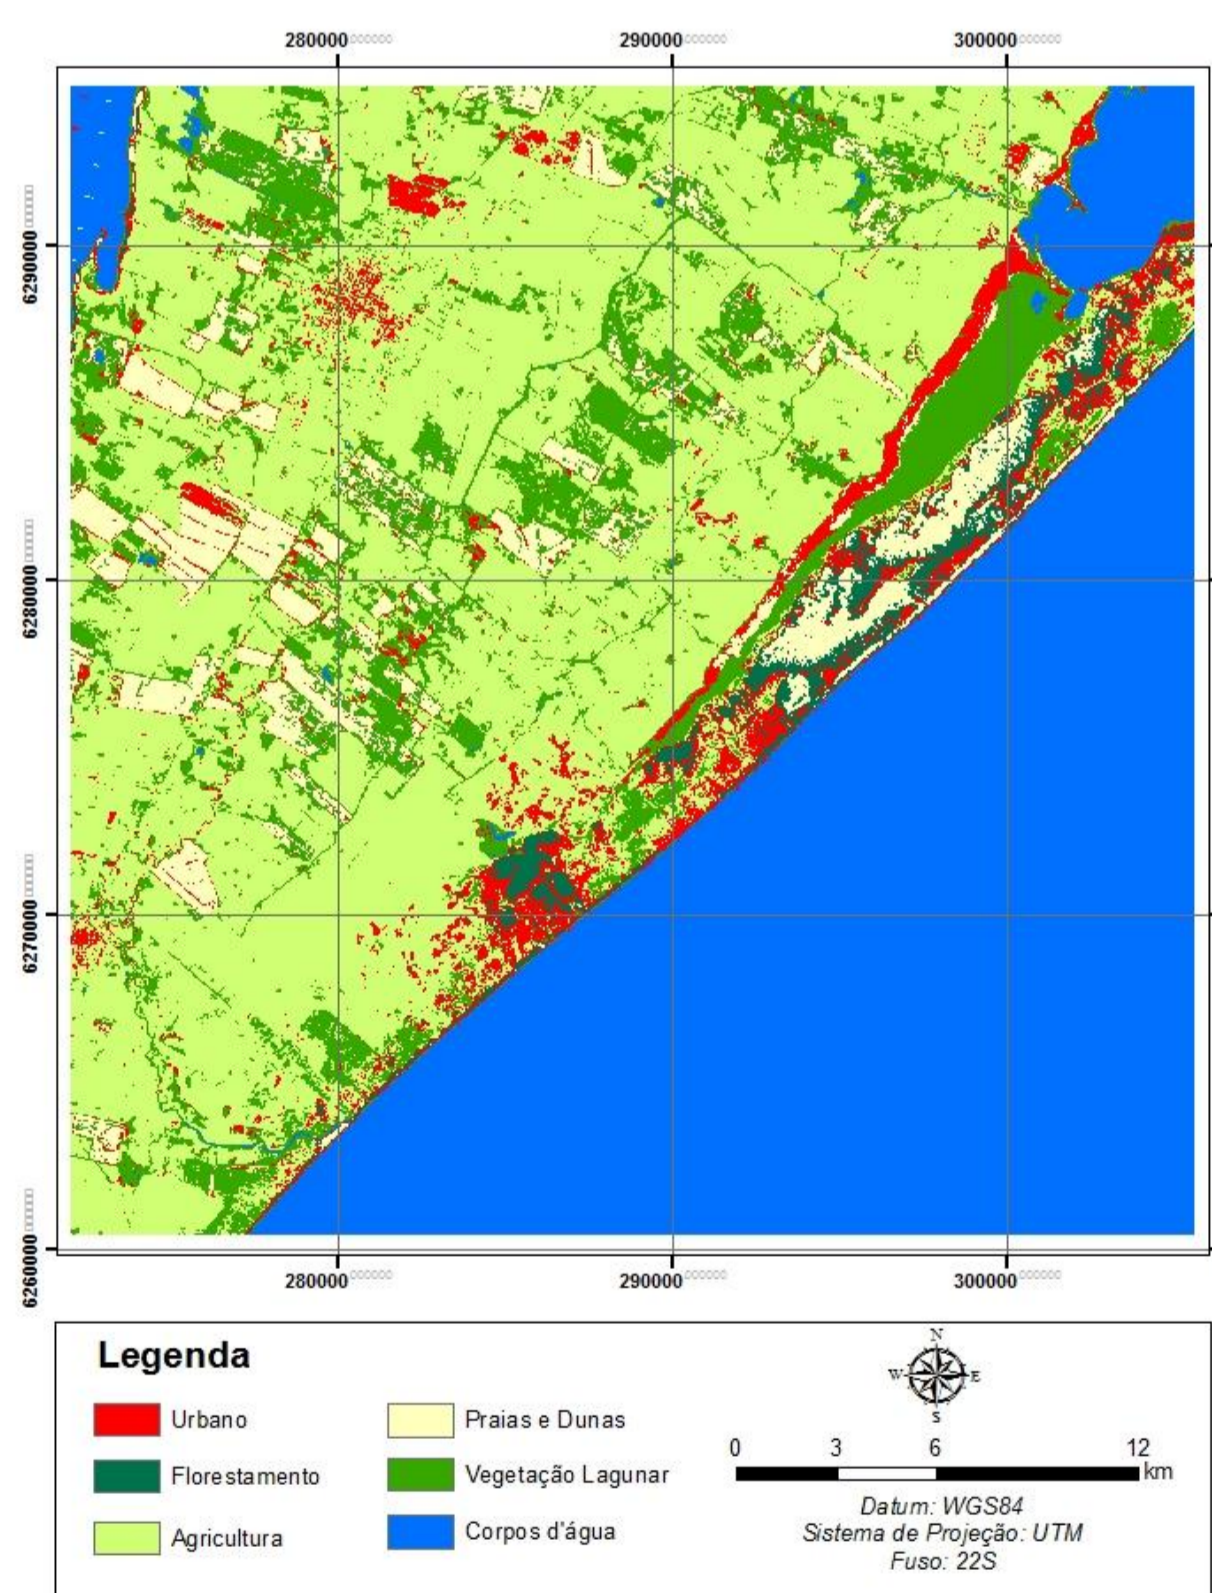 280000 290000 300000
6290000
6280000
6270000
6260000
280000 290000 300000
Legenda
Urbano
Florestamento
Agricultura
Praias e Dunas
Vegetação Lagunar
Corpos d'água
N
W E
S
0 3 6 12
km
Datum: WGS84
Sistema de Projeção: UTM
Fuso: 22S